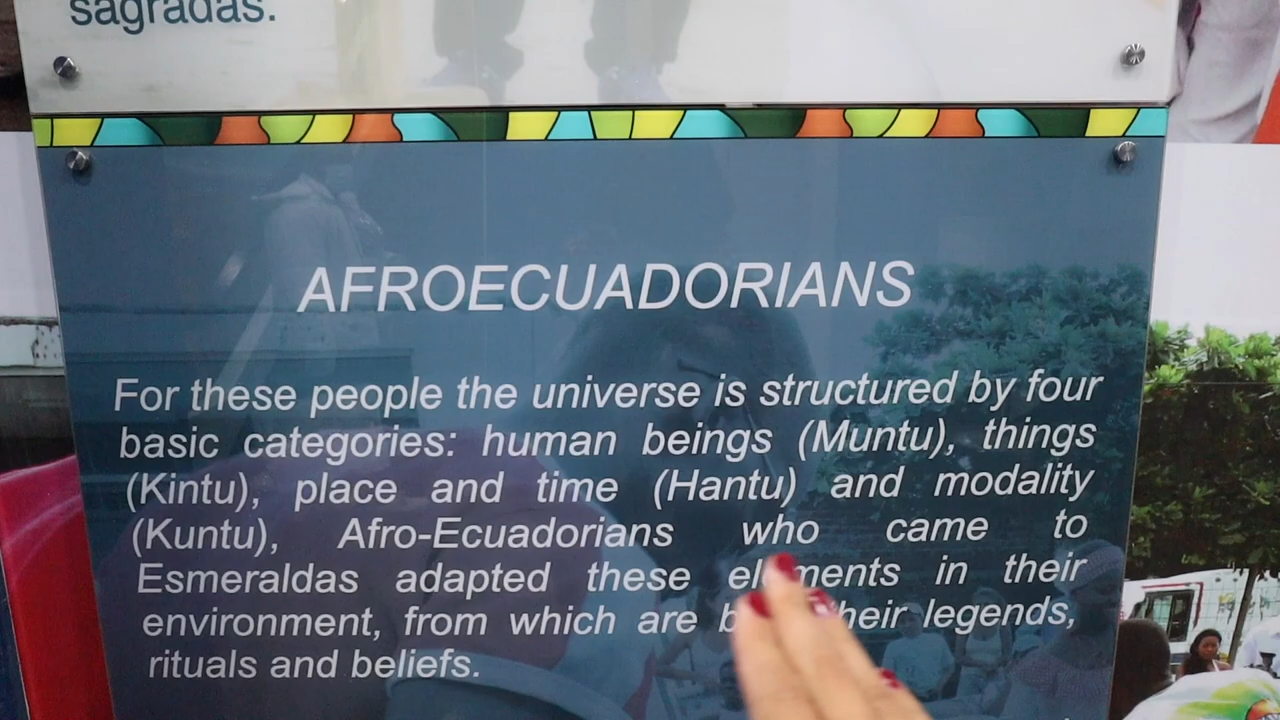 sagradas.
AFROECUADORIANS
For these people the universe is structured by four
basic categories: human beings (Muntu), things
(Kintu), place and time (Hantu) and modality
(Kuntu), Afro-Ecuadorians who came to
Esmeraldas adapted these elements in their
environment, from which are their legends,
rituals and beliefs.